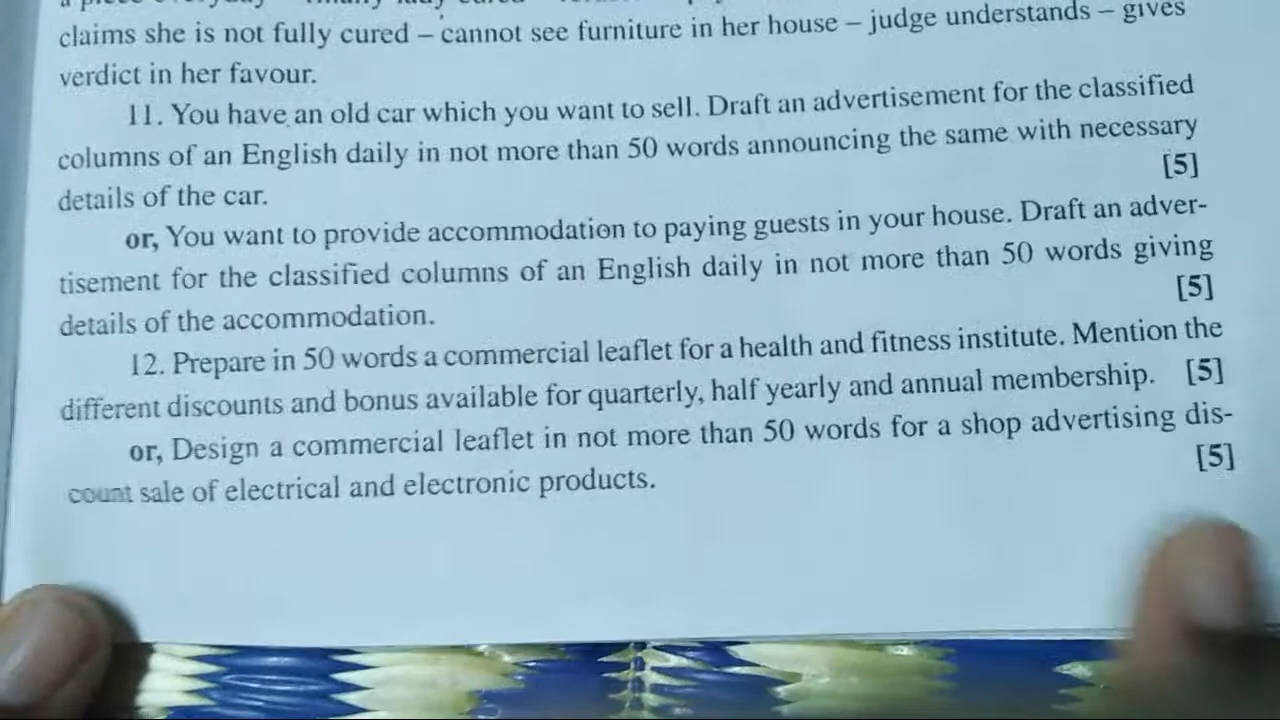 claims she is not fully cured – cannot see furniture in her house – judge understands – gives
verdict in her favour.
11. You have an old car which you want to sell. Draft an advertisement for the classified
columns of an English daily in not more than 50 words announcing the same with necessary
details of the car. [5]
or, You want to provide accommodation to paying guests in your house. Draft an adver-
tisement for the classified columns of an English daily in not more than 50 words giving
details of the accommodation. [5]
12. Prepare in 50 words a commercial leaflet for a health and fitness institute. Mention the
different discounts and bonus available for quarterly, half yearly and annual membership. [5]
or, Design a commercial leaflet in not more than 50 words for a shop advertising dis-
count sale of electrical and electronic products. [5]